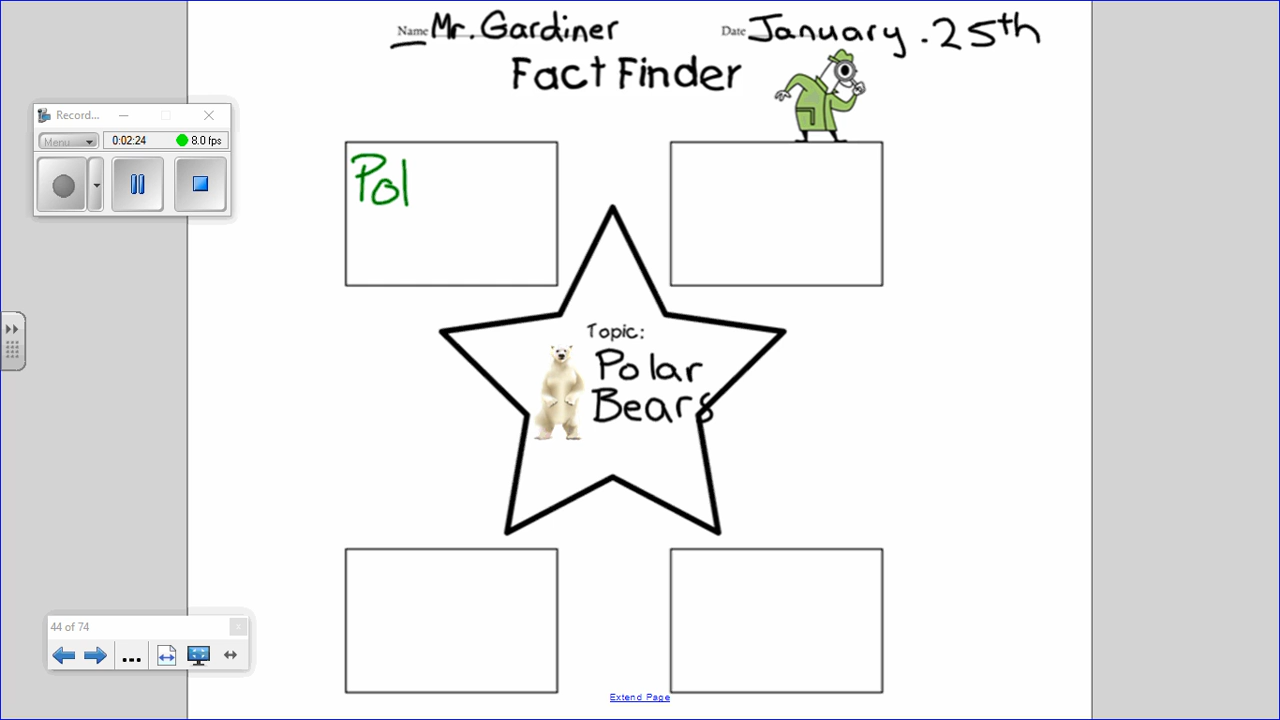 Name Mr. Gardiner
Date January. 25th
Fact Finder
Record...
Menu
0:02:24
8.0 fps
Pol
Topic:
Polar
Bears
44 of 74
...
Extend Page